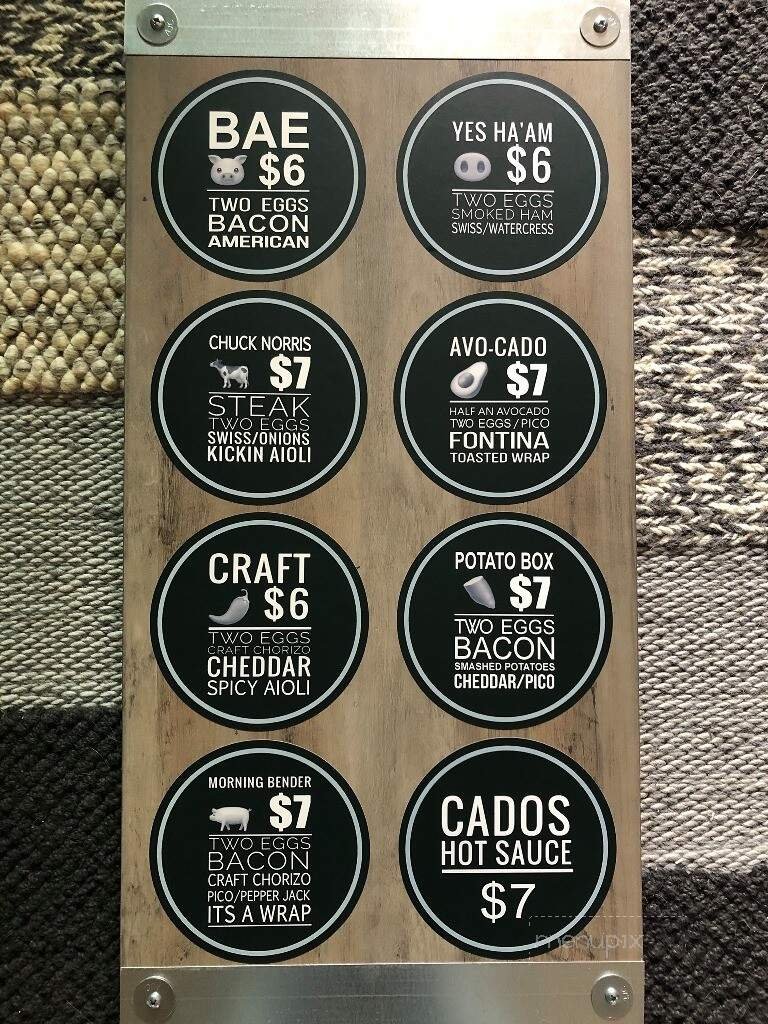 BAE
$6
TWO EGGS
BACON
AMERICAN
YES HA'AM
$6
TWO EGGS
SMOKED HAM
SWISS/WATERCRESS
CHUCK NORRIS
$7
STEAK
TWO EGGS
SWISS/ONIONS
KICKIN AIOLI
AVO-CADO
$7
HALF AN AVOCADO
TWO EGGS / PICO
FONTINA
TOASTED WRAP
CRAFT
$6
TWO EGGS
CRAFT CHORIZO
CHEDDAR
SPICY AIOLI
POTATO BOX
$7
TWO EGGS
BACON
SMASHED POTATOES
CHEDDAR/PICO
MORNING BENDER
$7
TWO EGGS
BACON
CRAFT CHORIZO
PICO/PEPPER JACK
ITS A WRAP
CADOS
HOT SAUCE
$7
menupix